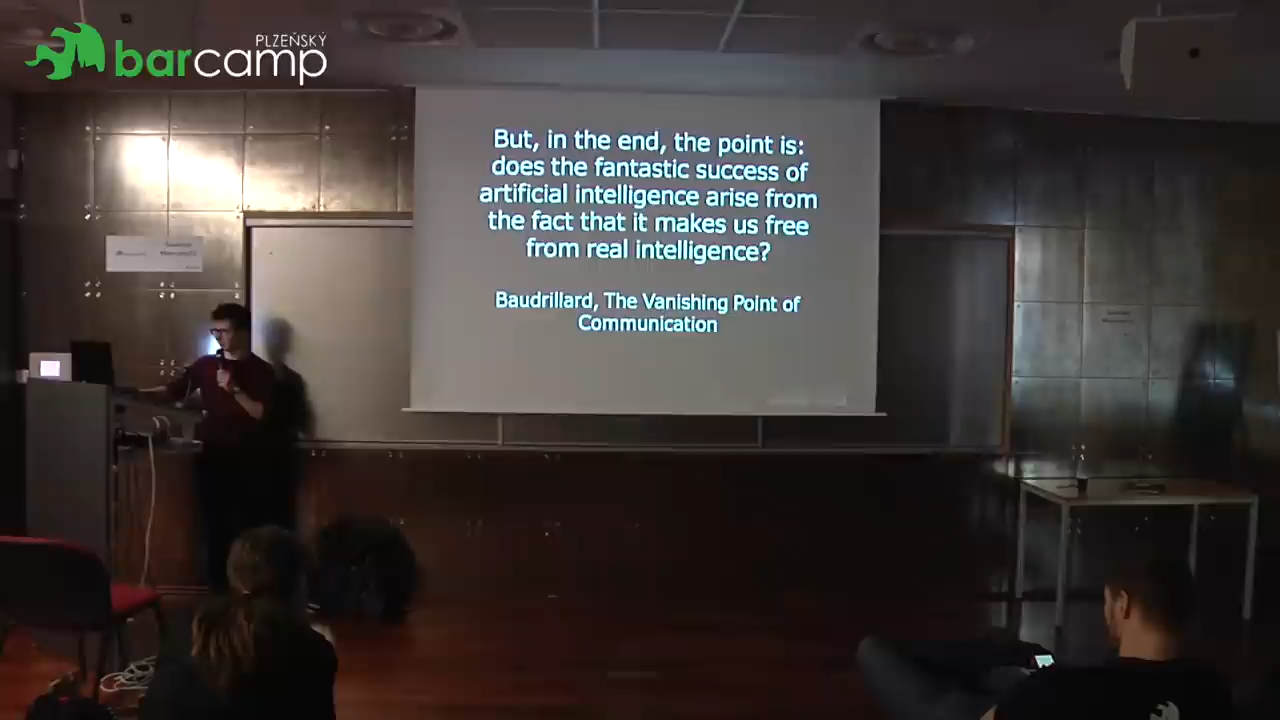 PLZEŇSKÝ
barcamp
But, in the end, the point is:
does the fantastic success of
artificial intelligence arise from
the fact that it makes us free
from real intelligence?
Baudrillard, The Vanishing Point of
Communication